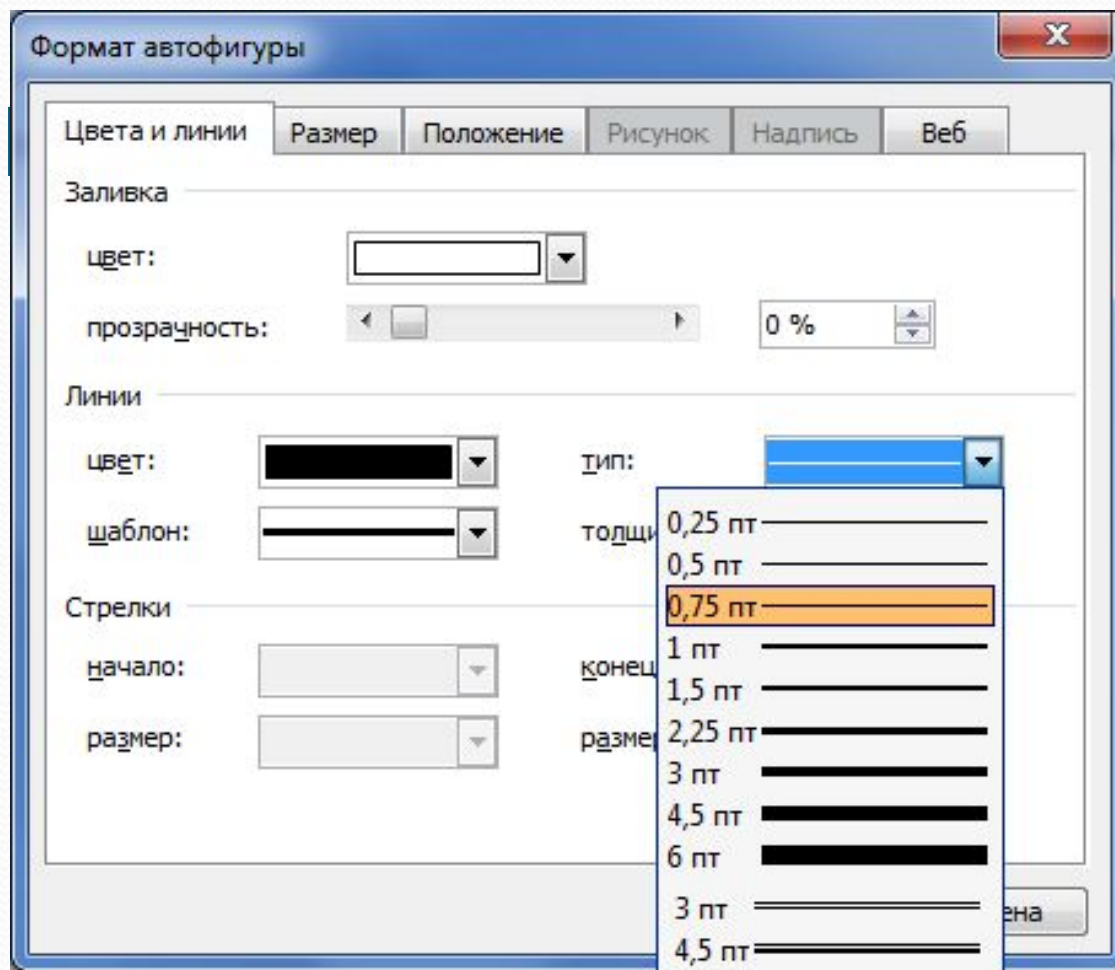 Формат автофигуры
Цвета и линии Размер Положение Рисунок Надпись Веб
Заливка
цвет:
прозрачность: 0 %
Линии
цвет: тип:
шаблон: толщи
0,25 пт
0,5 пт
0,75 пт
1 пт
1,5 пт
2,25 пт
3 пт
4,5 пт
6 пт
3 пт
4,5 пт
Стрелки
начало: конец
размер: разме
ена